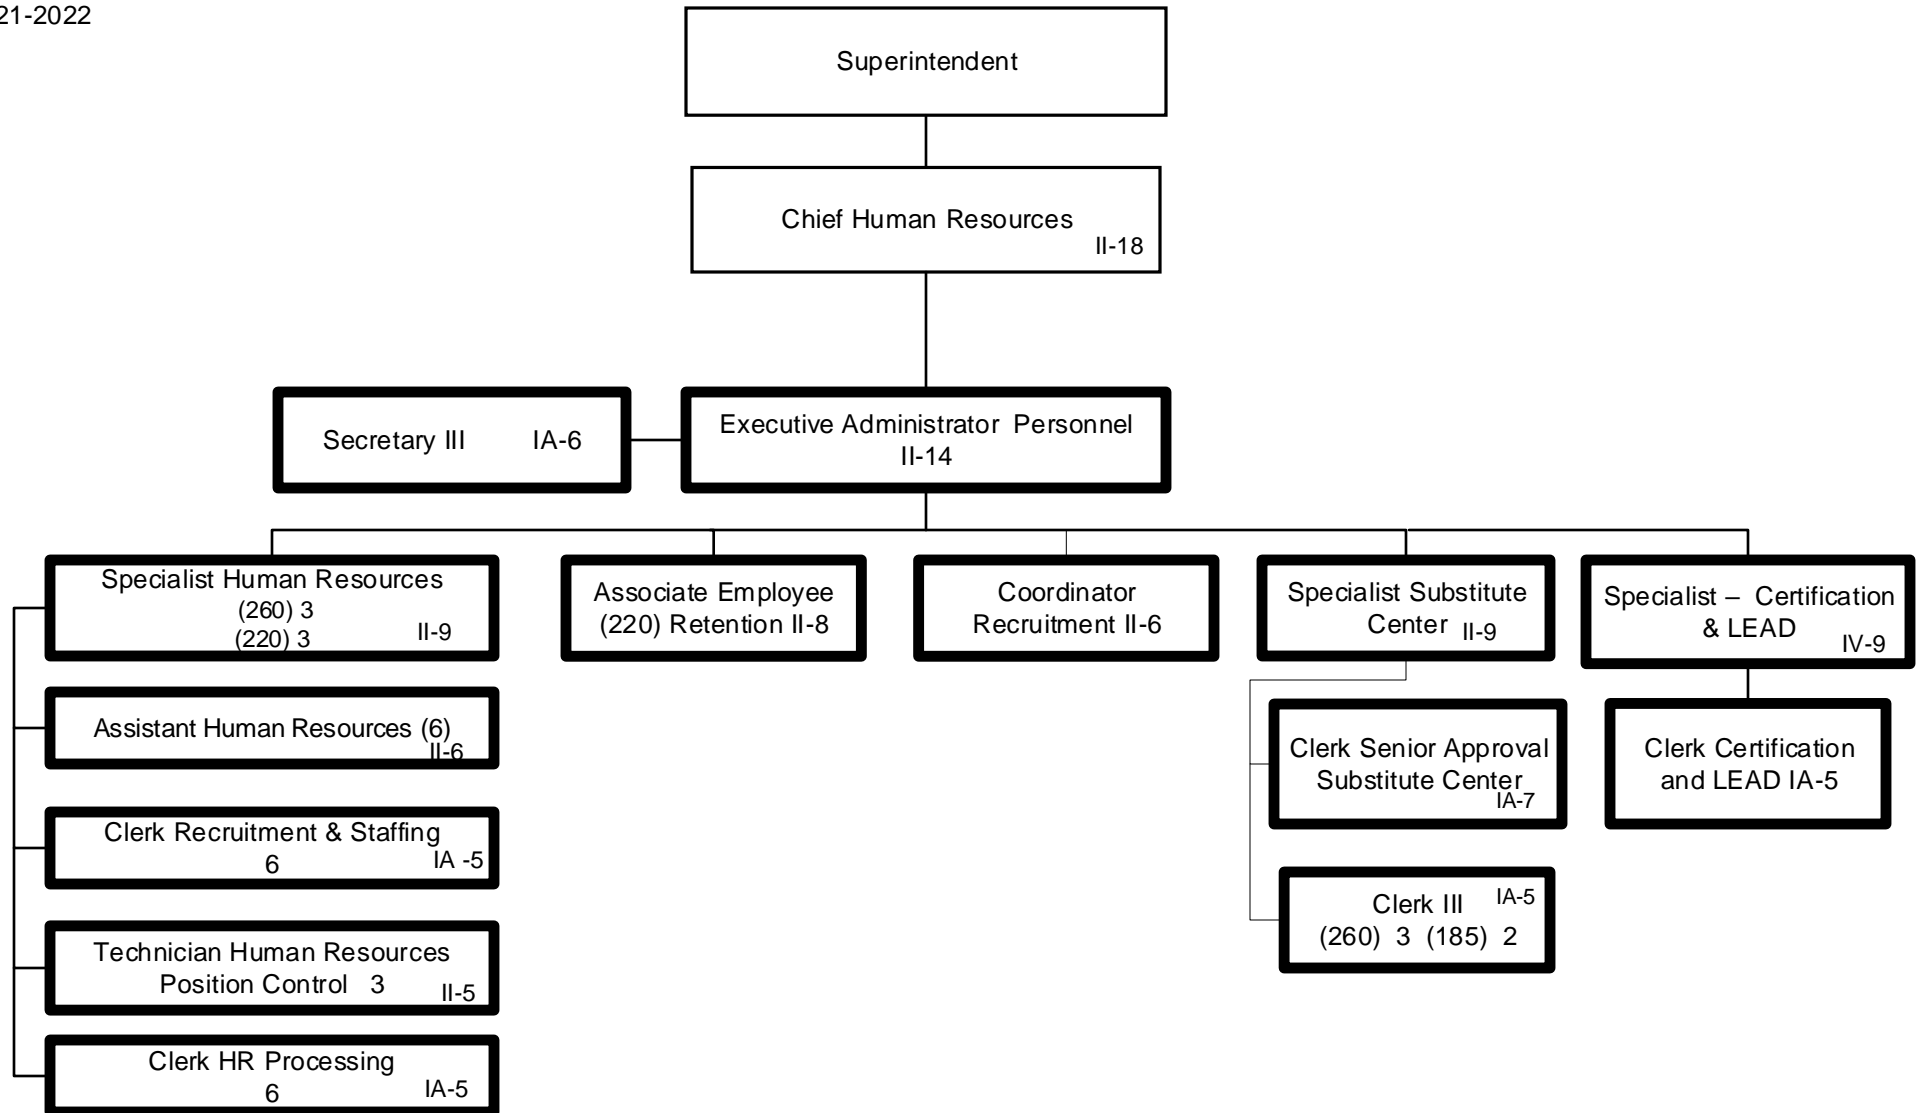 21-2022
Superintendent
Chief Human Resources
II-18
Secretary III IA-6
Executive Administrator Personnel
II-14
Specialist Human Resources
(260) 3
(220) 3 II-9
Associate Employee
(220) Retention II-8
Coordinator
Recruitment II-6
Specialist Substitute
Center II-9
Specialist – Certification
& LEAD
IV-9
Assistant Human Resources (6)
II-6
Clerk Senior Approval
Substitute Center
IA-7
Clerk Certification
and LEAD IA-5
Clerk Recruitment & Staffing
6 IA -5
Clerk III IA-5
(260) 3 (185) 2
Technician Human Resources
Position Control 3 II-5
Clerk HR Processing
6 IA-5